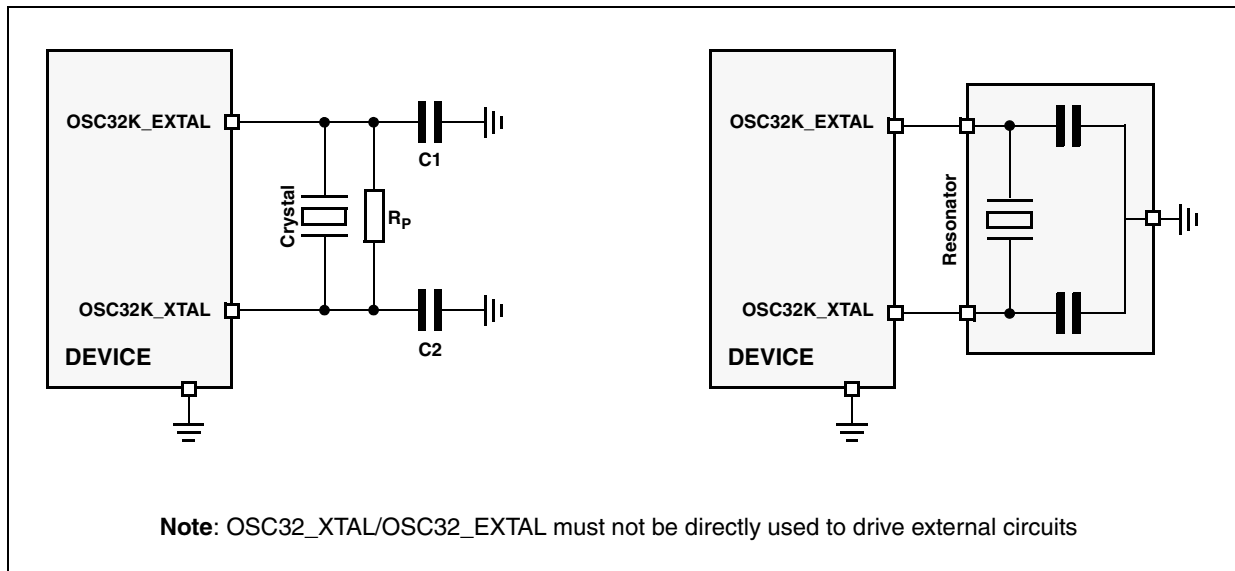 OSC32K_EXTAL
C1
Crystal
RP
OSC32K_XTAL
C2
DEVICE
OSC32K_EXTAL
Resonator
OSC32K_XTAL
DEVICE
Note: OSC32_XTAL/OSC32_EXTAL must not be directly used to drive external circuits